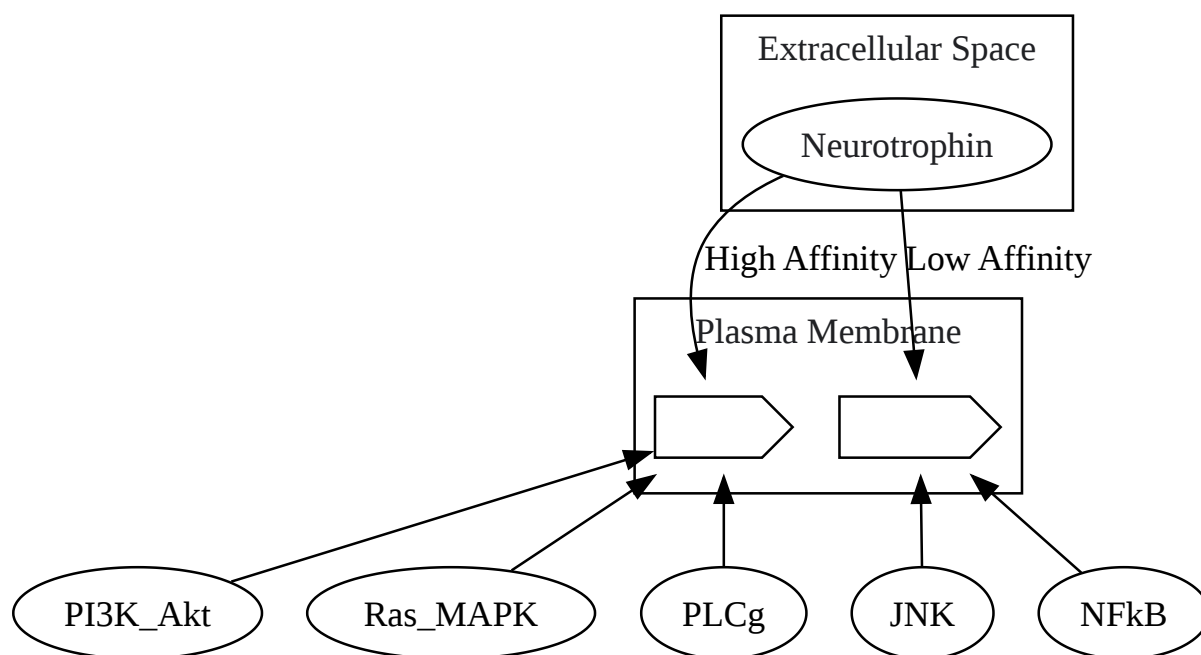 Extracellular Space
Neurotrophin
High Affinity
Low Affinity
Plasma Membrane
PI3K_Akt
Ras_MAPK
PLCg
JNK
NFkB